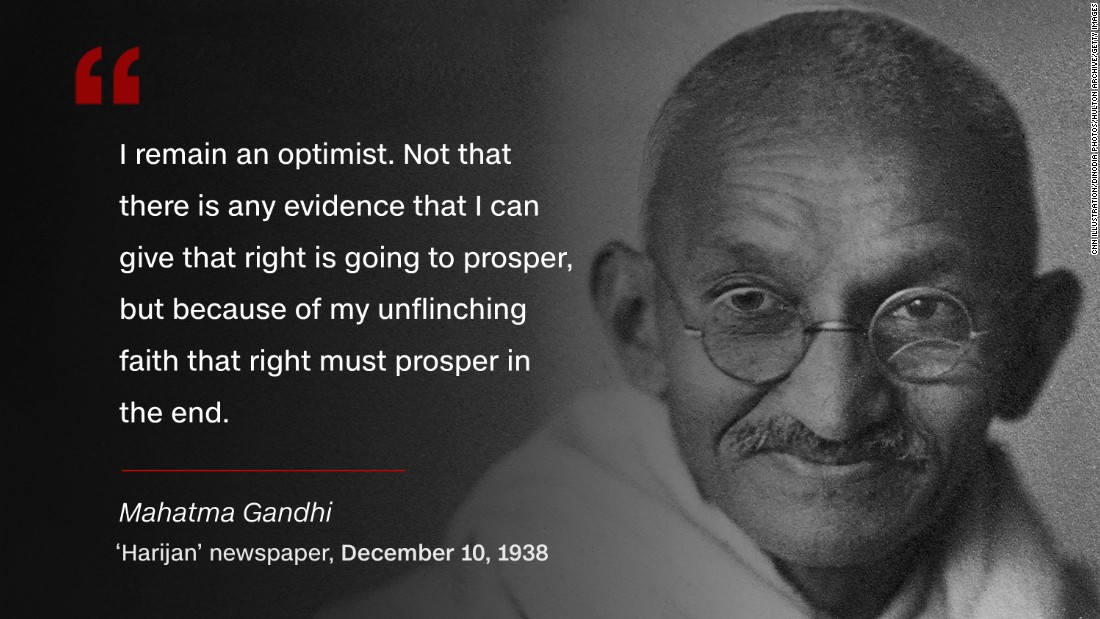 “
I remain an optimist. Not that
there is any evidence that I can
give that right is going to prosper,
but because of my unflinching
faith that right must prosper in
the end.
Mahatma Gandhi
‘Harijan’ newspaper, December 10, 1938
CNN ILLUSTRATION/DINODIA PHOTOS/HULTON ARCHIVE/GETTY IMAGES